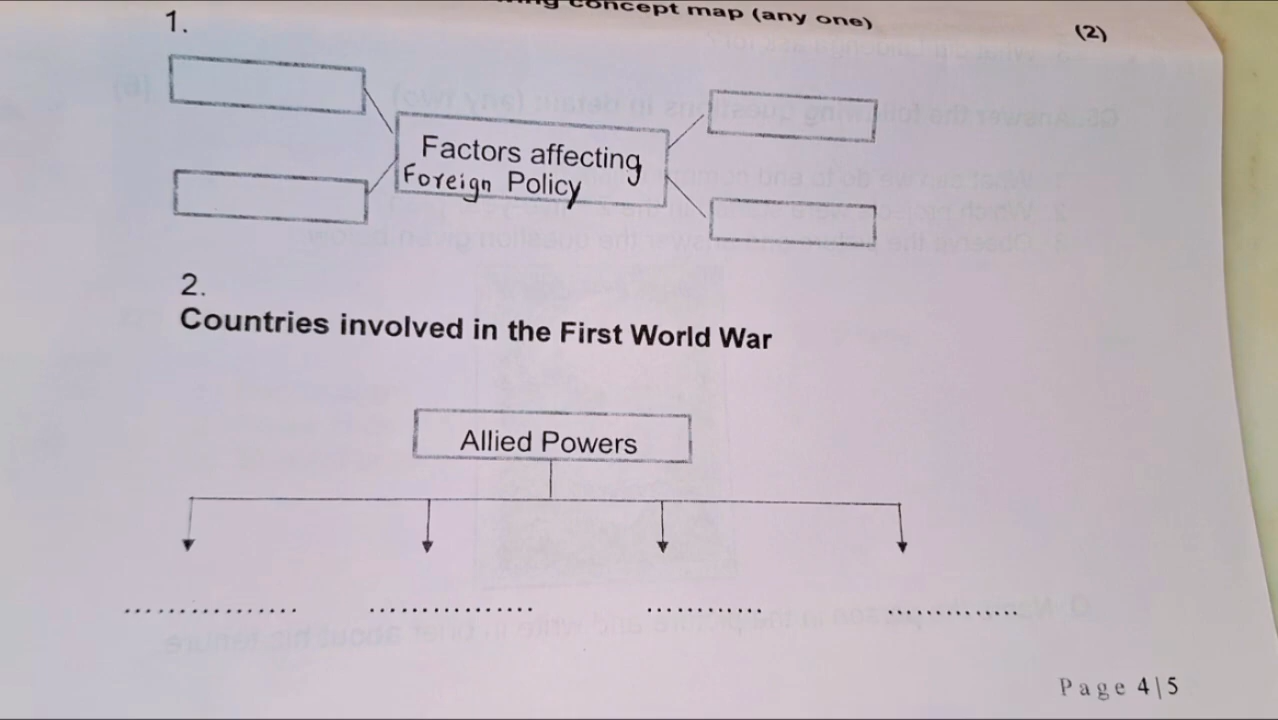 concept map (any one)
(2)
1.
Factors affecting
Foreign Policy
2.
Countries involved in the First World War
Allied Powers
Page 4|5